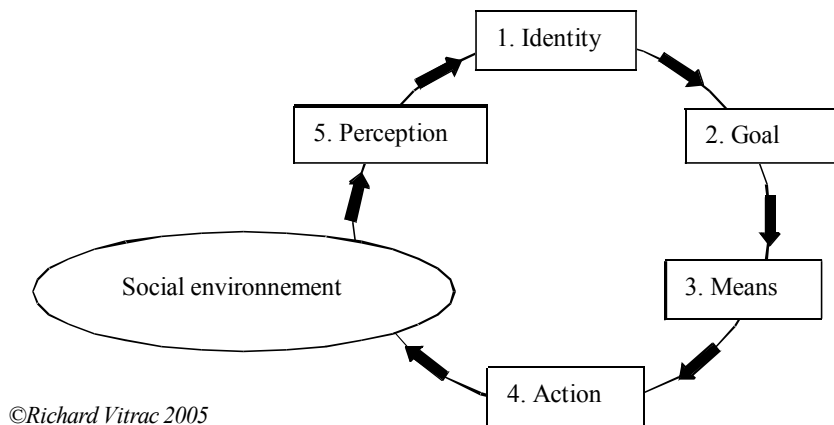 1. Identity
5. Perception
2. Goal
Social environnement
3. Means
4. Action
©Richard Vitrac 2005